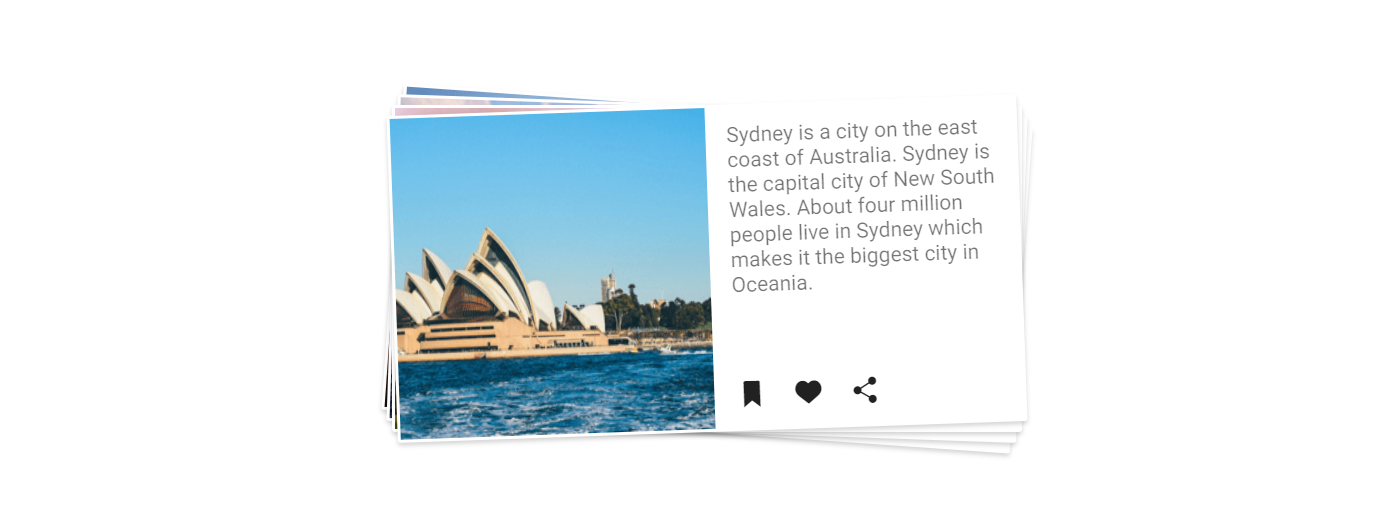 Sydney is a city on the east
coast of Australia. Sydney is
the capital city of New South
Wales. About four million
people live in Sydney which
makes it the biggest city in
Oceania.